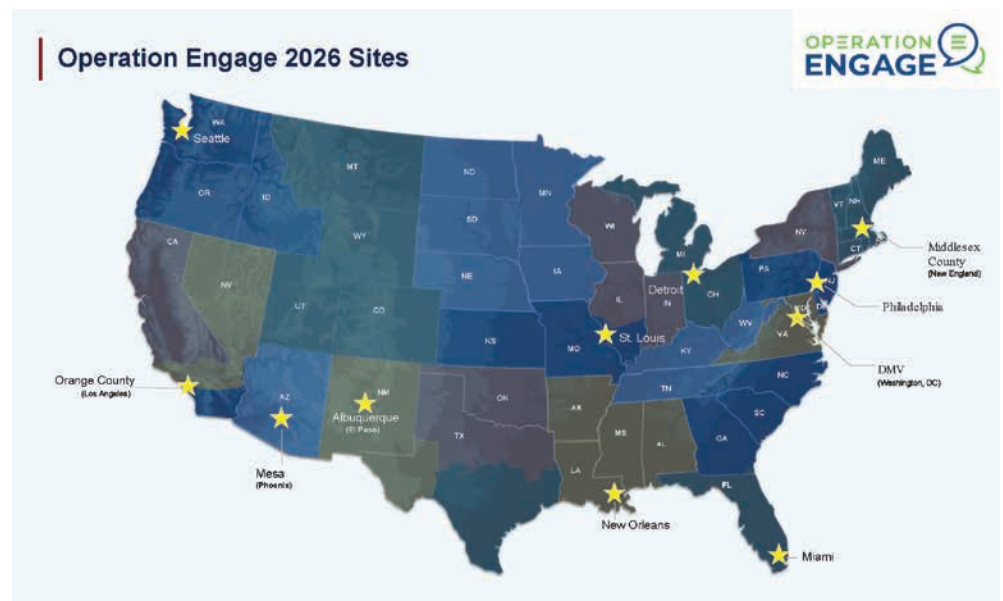 Operation Engage 2026 Sites
OPERATION
ENGAGE
WA
Seattle
MT
ND
MN
ME
OR
ID
SD
WI
VT
NH
WY
MI
NY
CT
Middlesex
County
(New England)
CA
NV
NE
IA
PA
NJ
Detroit
OH
Philadelphia
UT
CO
IL
IN
MD
DE
WV
VA
KS
MO
St. Louis
KY
DMV
(Washington, DC)
Orange County
(Los Angeles)
AZ
NM
Albuquerque
(El Paso)
OK
AR
TN
NC
SC
TX
MS
AL
GA
Mesa
(Phoenix)
LA
FL
New Orleans
Miami